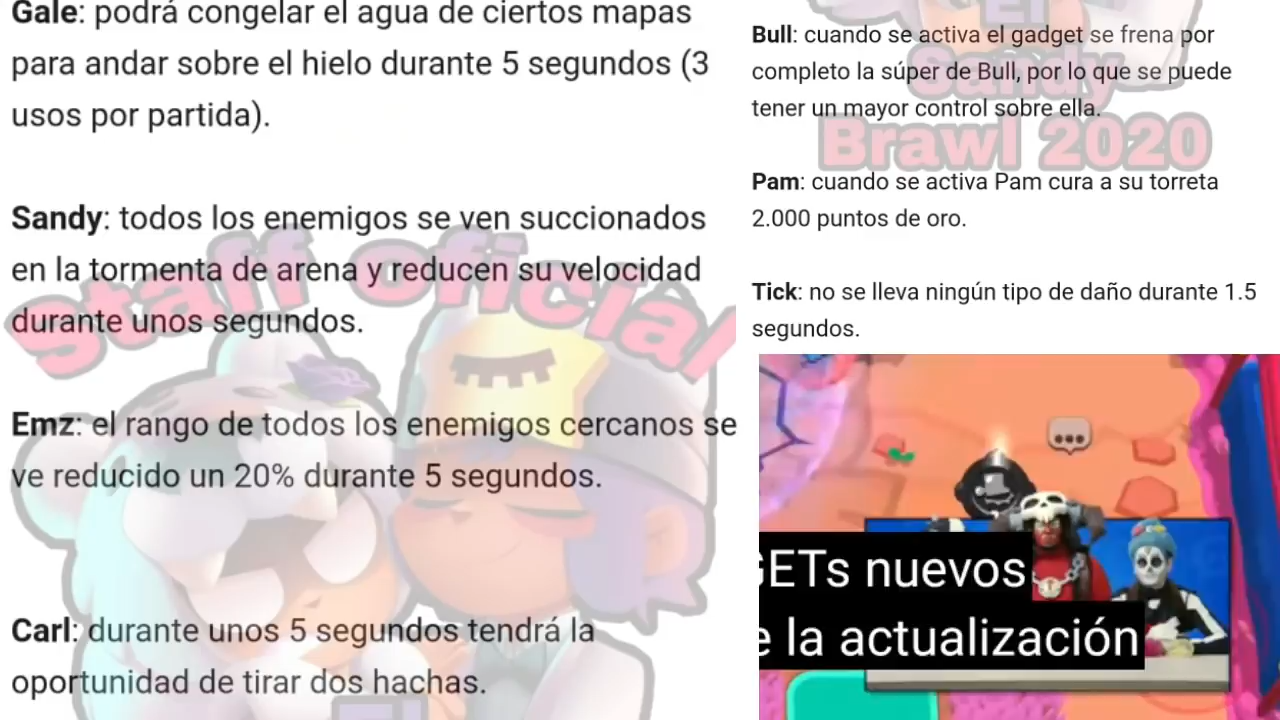 Gale: podrá congelar el agua de ciertos mapas
para andar sobre el hielo durante 5 segundos (3
usos por partida).
Sandy: todos los enemigos se ven succionados
en la tormenta de arena y reducen su velocidad
durante unos segundos.
Staff oficial
Emz: el rango de todos los enemigos cercanos se
ve reducido un 20% durante 5 segundos.
Carl: durante unos 5 segundos tendrá la
oportunidad de tirar dos hachas.
El
El
Bull: cuando se activa el gadget se frena por
completo la súper de Bull, por lo que se puede
Sandy
tener un mayor control sobre ella.
Brawl 2020
Pam: cuando se activa Pam cura a su torreta
2.000 puntos de oro.
Tick: no se lleva ningún tipo de daño durante 1.5
segundos.
GETs nuevos
e la actualización